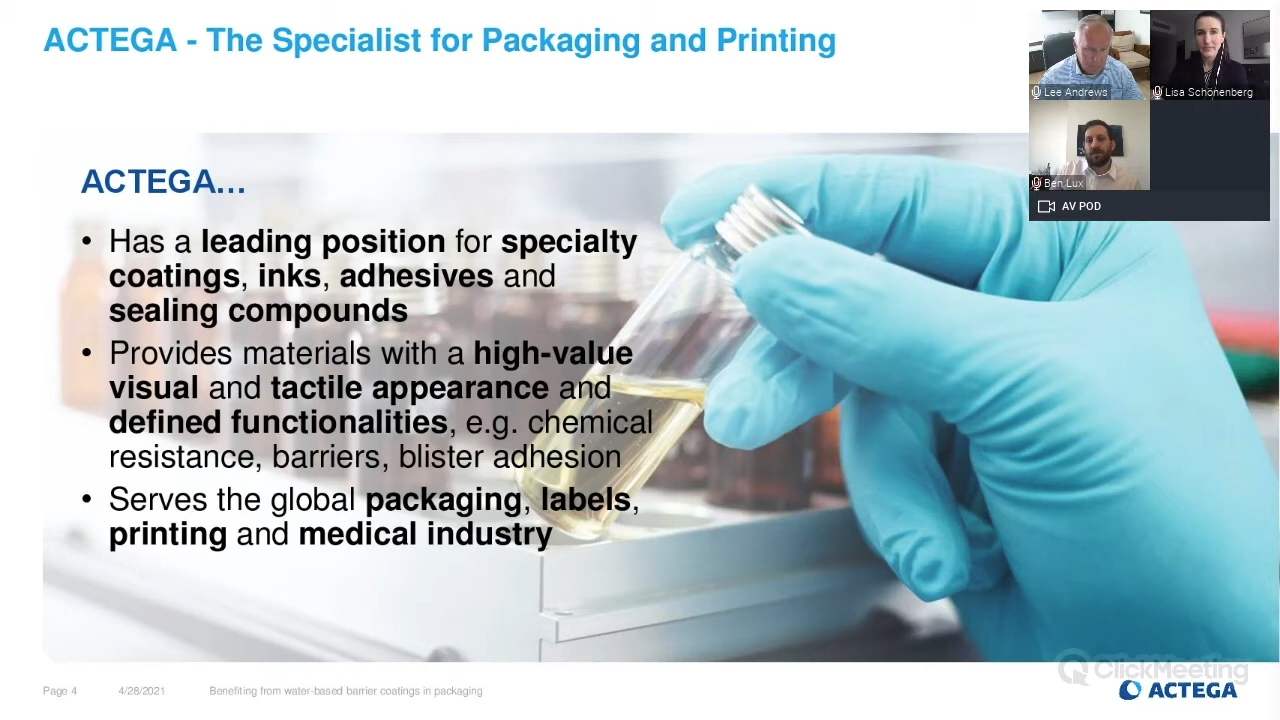 ACTEGA - The Specialist for Packaging and Printing
Lee Andrews
Lisa Schonenberg
Ben Lux
AV POD
ACTEGA…
• Has a leading position for specialty
coatings, inks, adhesives and
sealing compounds
• Provides materials with a high-value
visual and tactile appearance and
defined functionalities, e.g. chemical
resistance, barriers, blister adhesion
• Serves the global packaging, labels,
printing and medical industry
ClickMeeting
Page 4 4/28/2021 Benefiting from water-based barrier coatings in packaging
ACTEGA